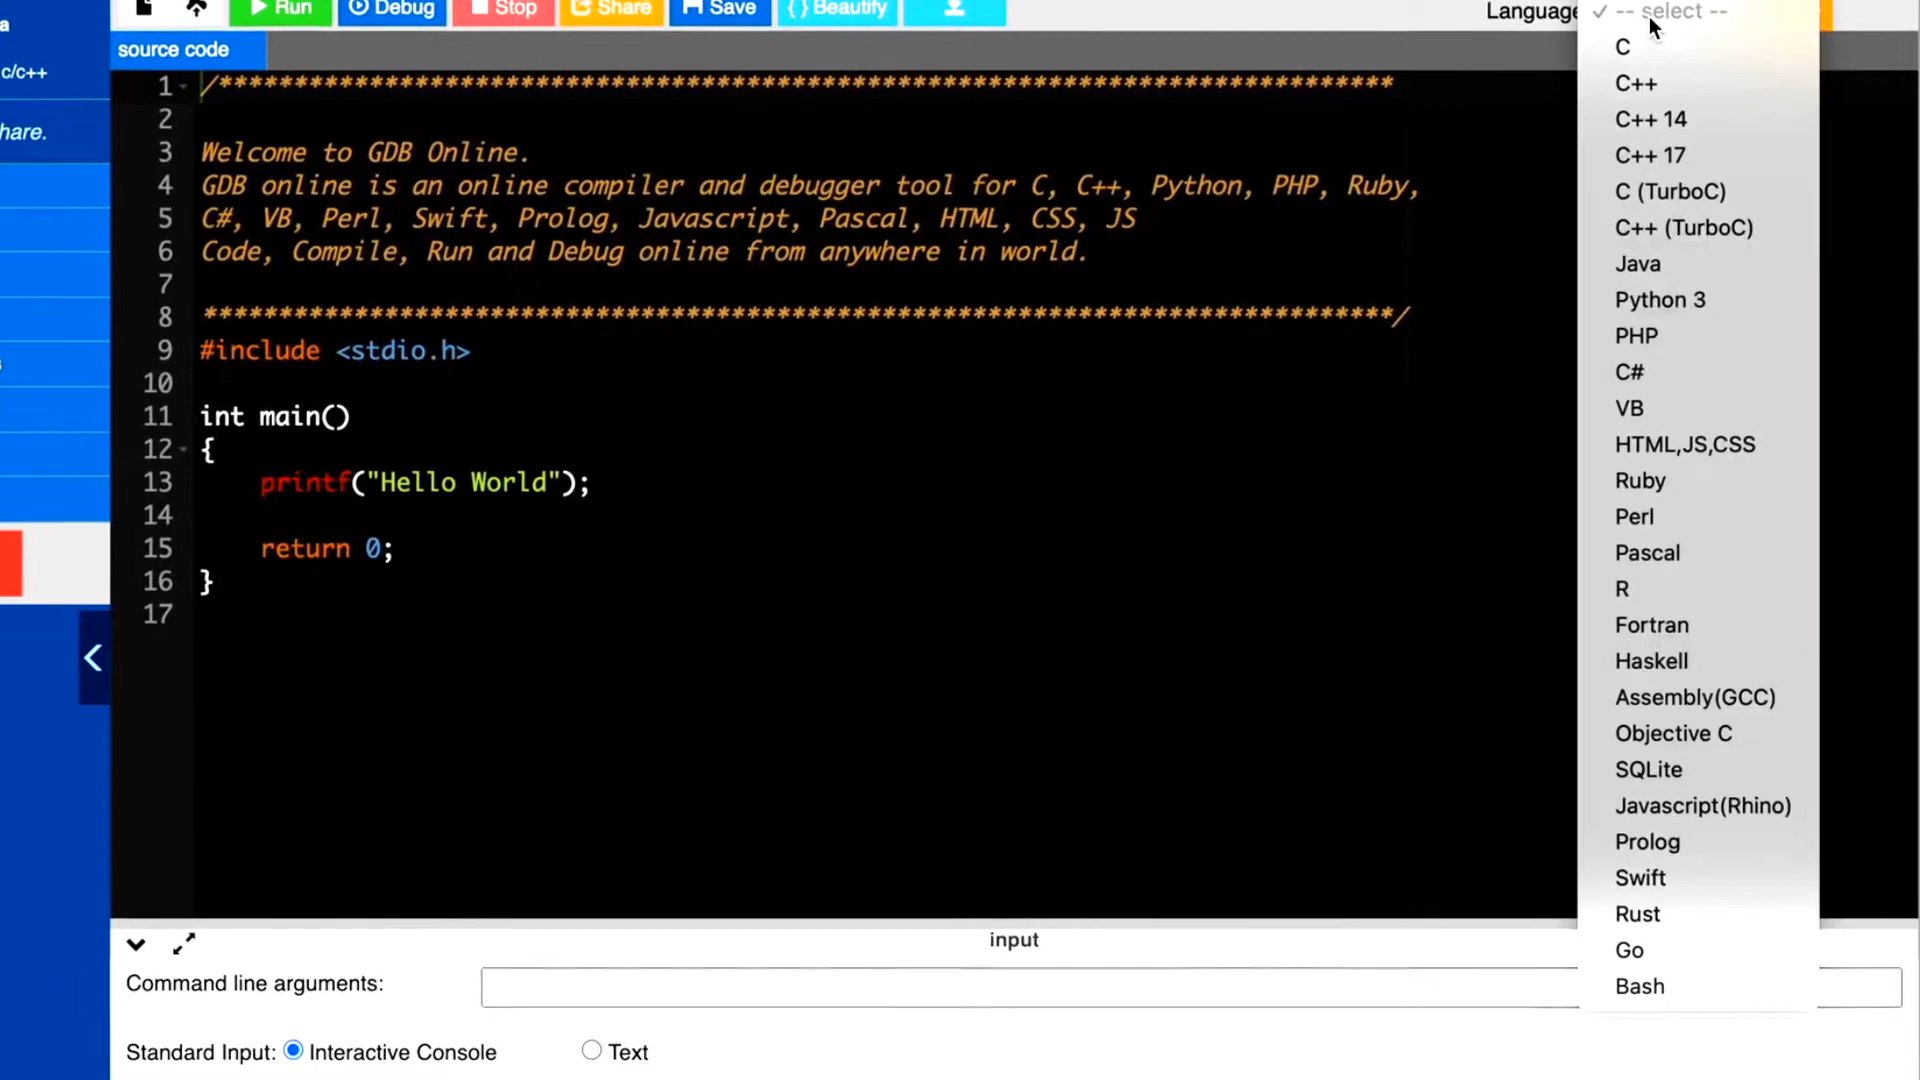 Run
Debug
Stop
Share
Save
{} Beautify
Language
-- select --
a
c/c++
hare.
s
source code
1 /*******************************************************************************
2
3 Welcome to GDB Online.
4 GDB online is an online compiler and debugger tool for C, C++, Python, PHP, Ruby,
5 C#, VB, Perl, Swift, Prolog, Javascript, Pascal, HTML, CSS, JS
6 Code, Compile, Run and Debug online from anywhere in world.
7
8 *******************************************************************************/
9 #include <stdio.h>
10
11 int main()
12 {
13 printf("Hello World");
14
15 return 0;
16 }
17
C
C++
C++ 14
C++ 17
C (TurboC)
C++ (TurboC)
Java
Python 3
PHP
C#
VB
HTML,JS,CSS
Ruby
Perl
Pascal
R
Fortran
Haskell
Assembly(GCC)
Objective C
SQLite
Javascript(Rhino)
Prolog
Swift
Rust
Go
Bash
input
Command line arguments:
Standard Input: Interactive Console Text